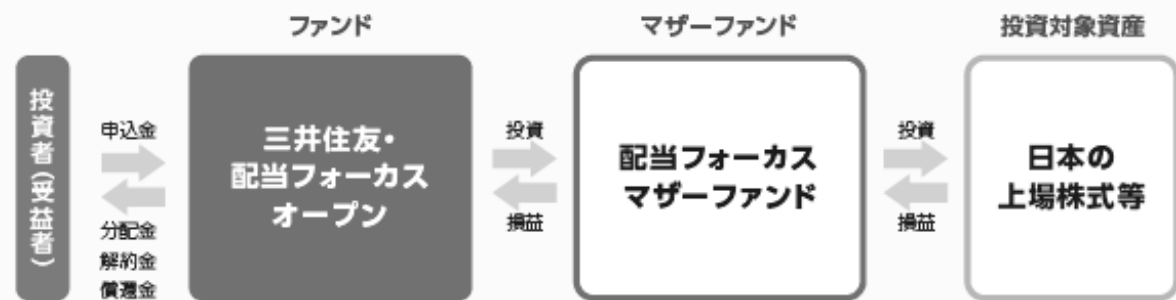 ファンド
マザーファンド
投資対象資産
投資者(受益者)
申込金
分配金
解約金
償還金
三井住友・
配当フォーカス
オープン
投資
損益
配当フォーカス
マザーファンド
投資
損益
日本の
上場株式等